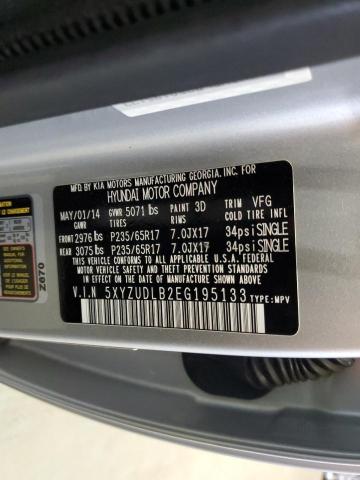 MFD.BY KIA MOTORS MANUFACTURING GEORGIA, INC. FOR
HYUNDAI MOTOR COMPANY
MAY/01/14 GVWR 5071 lbs PAINT 3D TRIM VFG
GAWR TIRES RIMS COLD TIRE INFL
FRONT 2976 lbs P235/65R17 7.0JX17 34psi SINGLE
REAR 3075 lbs P235/65R17 7.0JX17 34psi SINGLE
THIS VEHICLE CONFORMS TO ALL APPLICABLE U.S.A. FEDERAL
MOTOR VEHICLE SAFETY AND THEFT PREVENTION STANDARDS IN
EFFECT ON THE DATE OF MANUFACTURE SHOWN ABOVE.
V.I.N 5XYZUDLB2EG195133 TYPE:MPV
Z670